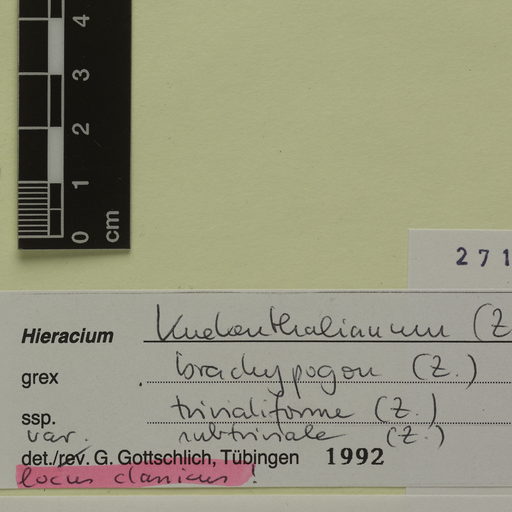 4
3
2
1
0
cm
271
Hieracium Kuekenthalianum (Z
grex brachypogon (Z.)
ssp. trivialiforme (Z.)
var. subtriviale (Z.)
det./rev. G. Gottschlich, Tübingen 1992
locus classicus!